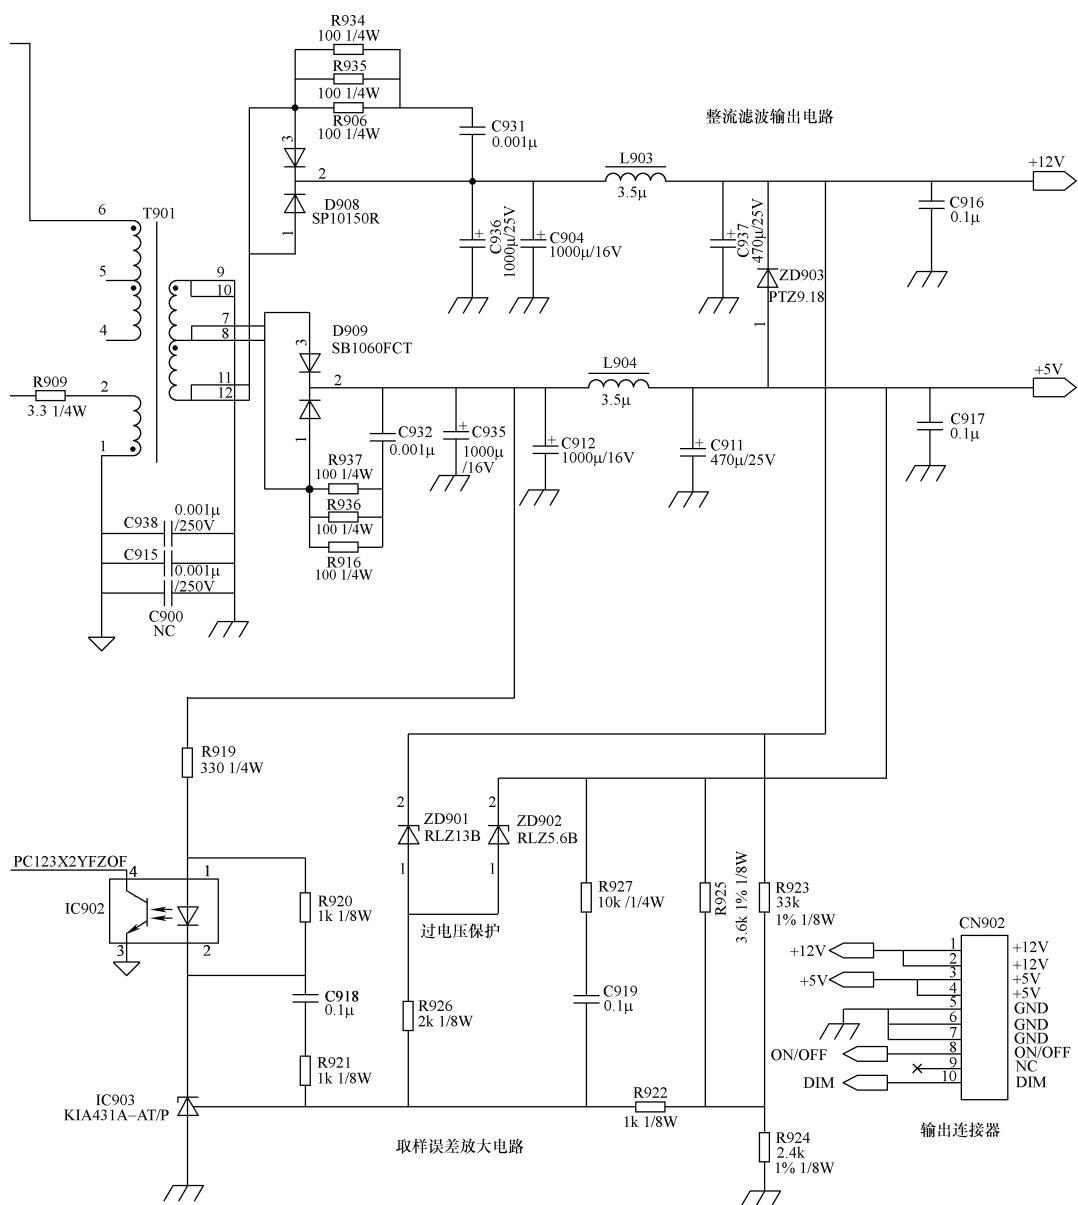 R934
100 1/4W
R935
100 1/4W
R906
100 1/4W
C931
0.001μ
整流滤波输出电路
3
2
D908
SP10150R
1
L903
3.5μ
+12V
C916
0.1μ
+
C936
1000μ/25V
+
C904
1000μ/16V
+
C937
470μ/25V
ZD903
PTZ9.18
1
6
T901
5
4
9
10
7
8
11
12
R909
3.3 1/4W
2
1
D909
SB1060FCT
3
2
1
L904
3.5μ
+5V
C917
0.1μ
C932
0.001μ
+
C935
1000μ
/16V
+
C912
1000μ/16V
+
C911
470μ/25V
R937
100 1/4W
R936
100 1/4W
R916
100 1/4W
0.001μ
C938
/250V
C915
0.001μ
/250V
C900
NC
R919
330 1/4W
2
ZD901
RLZ13B
1
2
ZD902
RLZ5.6B
1
过电压保护
PC123X2YFZOF
4
1
IC902
3
2
R920
1k 1/8W
C918
0.1μ
R921
1k 1/8W
R926
2k 1/8W
R927
10k /1/4W
C919
0.1μ
R925
3.6k 1% 1/8W
R923
33k
1% 1/8W
IC903
KIA431A-AT/P
R922
1k 1/8W
R924
2.4k
1% 1/8W
取样误差放大电路
CN902
+12V
1
+12V
2
+12V
+5V
3
+5V
4
+5V
5
GND
6
GND
7
GND
ON/OFF
8
ON/OFF
9
NC
DIM
10
DIM
输出连接器